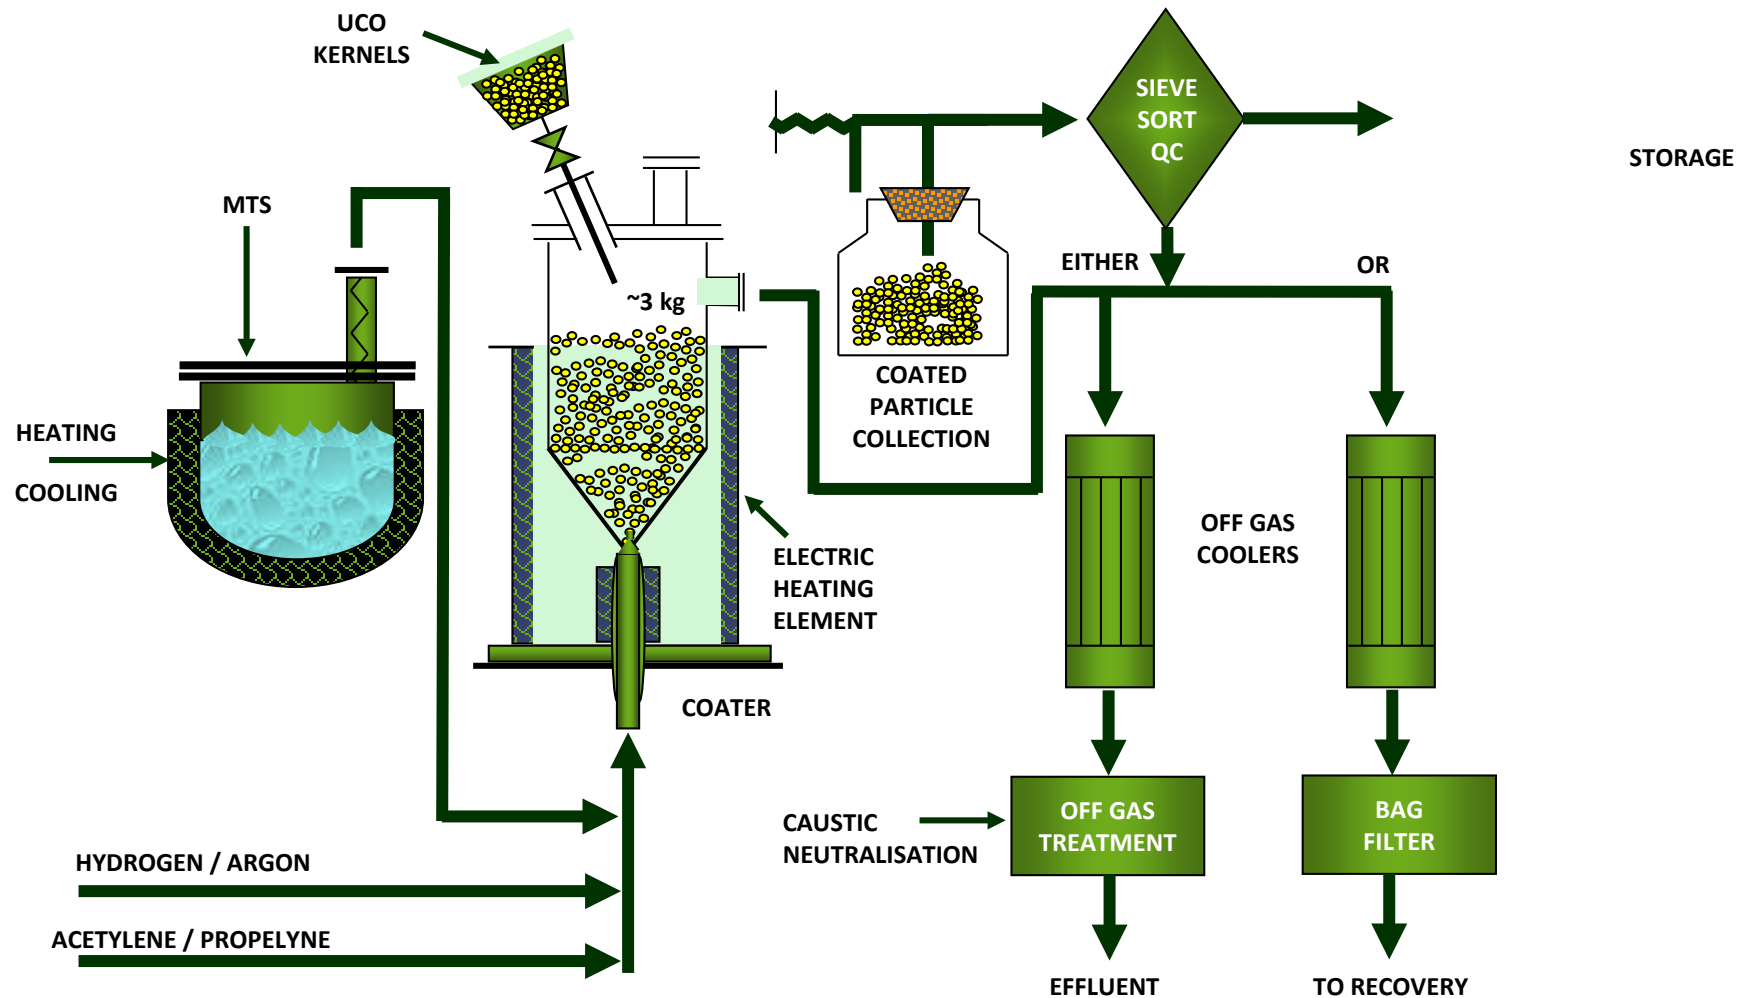 UCO
KERNELS
SIEVE
SORT
QC
STORAGE
MTS
EITHER
OR
~3 kg
COATED
PARTICLE
COLLECTION
HEATING
COOLING
OFF GAS
COOLERS
ELECTRIC
HEATING
ELEMENT
COATER
CAUSTIC
NEUTRALISATION
OFF GAS
TREATMENT
BAG
FILTER
HYDROGEN / ARGON
ACETYLENE / PROPELYNE
EFFLUENT
TO RECOVERY